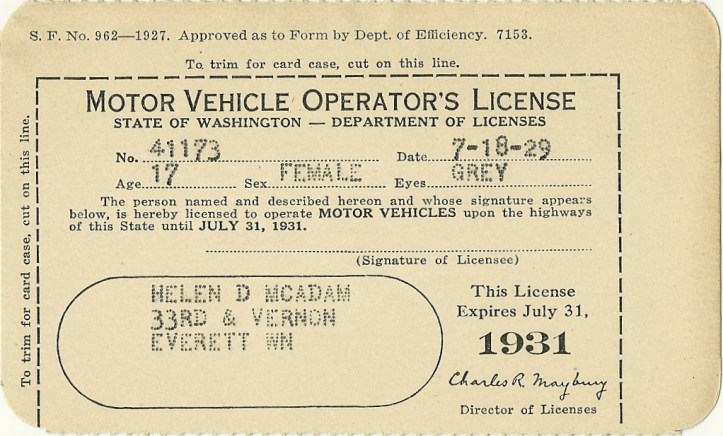 S. F. No. 962—1927. Approved as to Form by Dept. of Efficiency. 7153.
To trim for card case, cut on this line.
To trim for card case, cut on this line.
MOTOR VEHICLE OPERATOR'S LICENSE
STATE OF WASHINGTON — DEPARTMENT OF LICENSES
No. 41173 Date 7-18-29
Age 17 Sex FEMALE Eyes GREY
The person named and described hereon and whose signature appears
below, is hereby licensed to operate MOTOR VEHICLES upon the highways
of this State until JULY 31, 1931.
(Signature of Licensee)
HELEN D MCADAM
33RD & VERNON
EVERETT WN
This License
Expires July 31,
1931
Charles R. Maybury
Director of Licenses